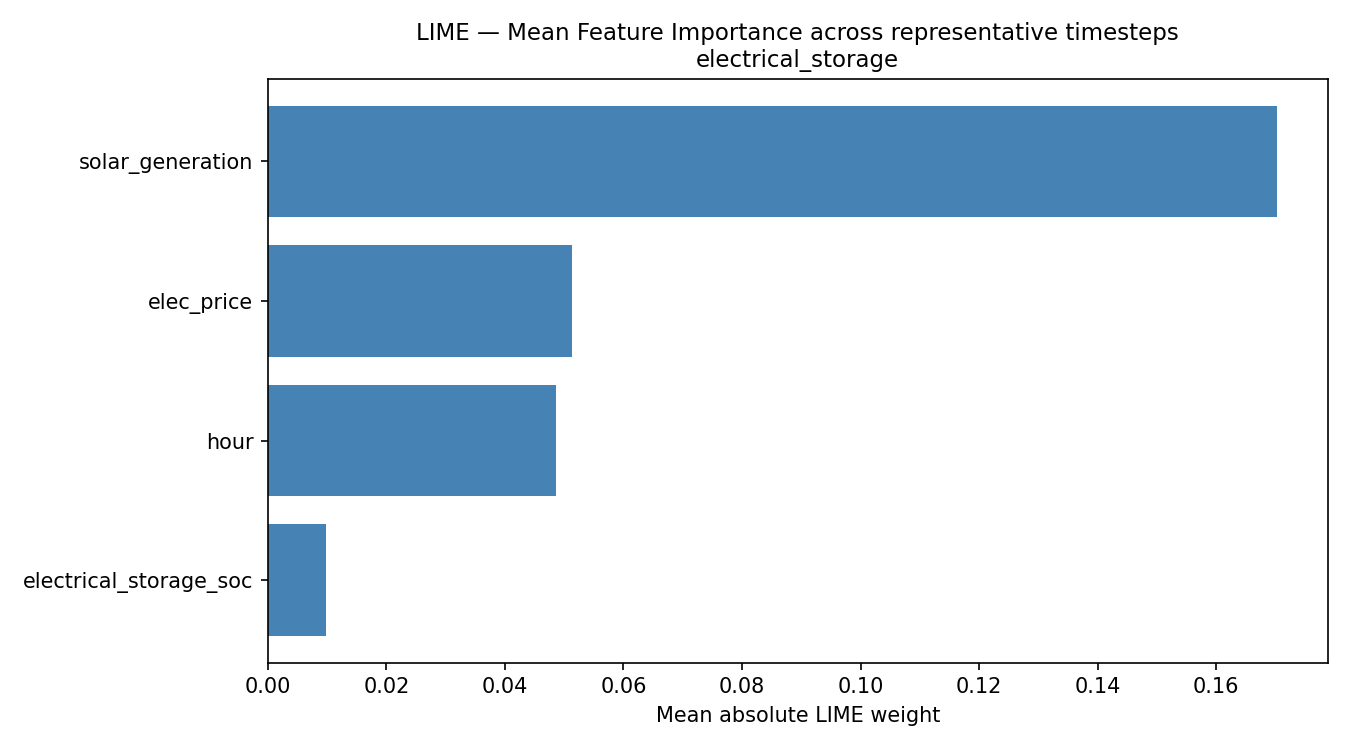 LIME — Mean Feature Importance across representative timesteps
electrical_storage
solar_generation
elec_price
hour
electrical_storage_soc
0.00 0.02 0.04 0.06 0.08 0.10 0.12 0.14 0.16
Mean absolute LIME weight